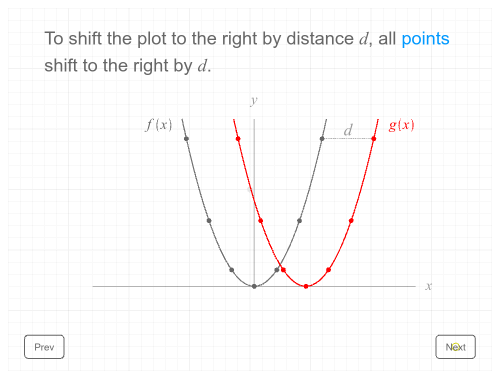 To shift the plot to the right by distance d, all points
shift to the right by d.
y
f(x)
d
g(x)
x
Prev
Next